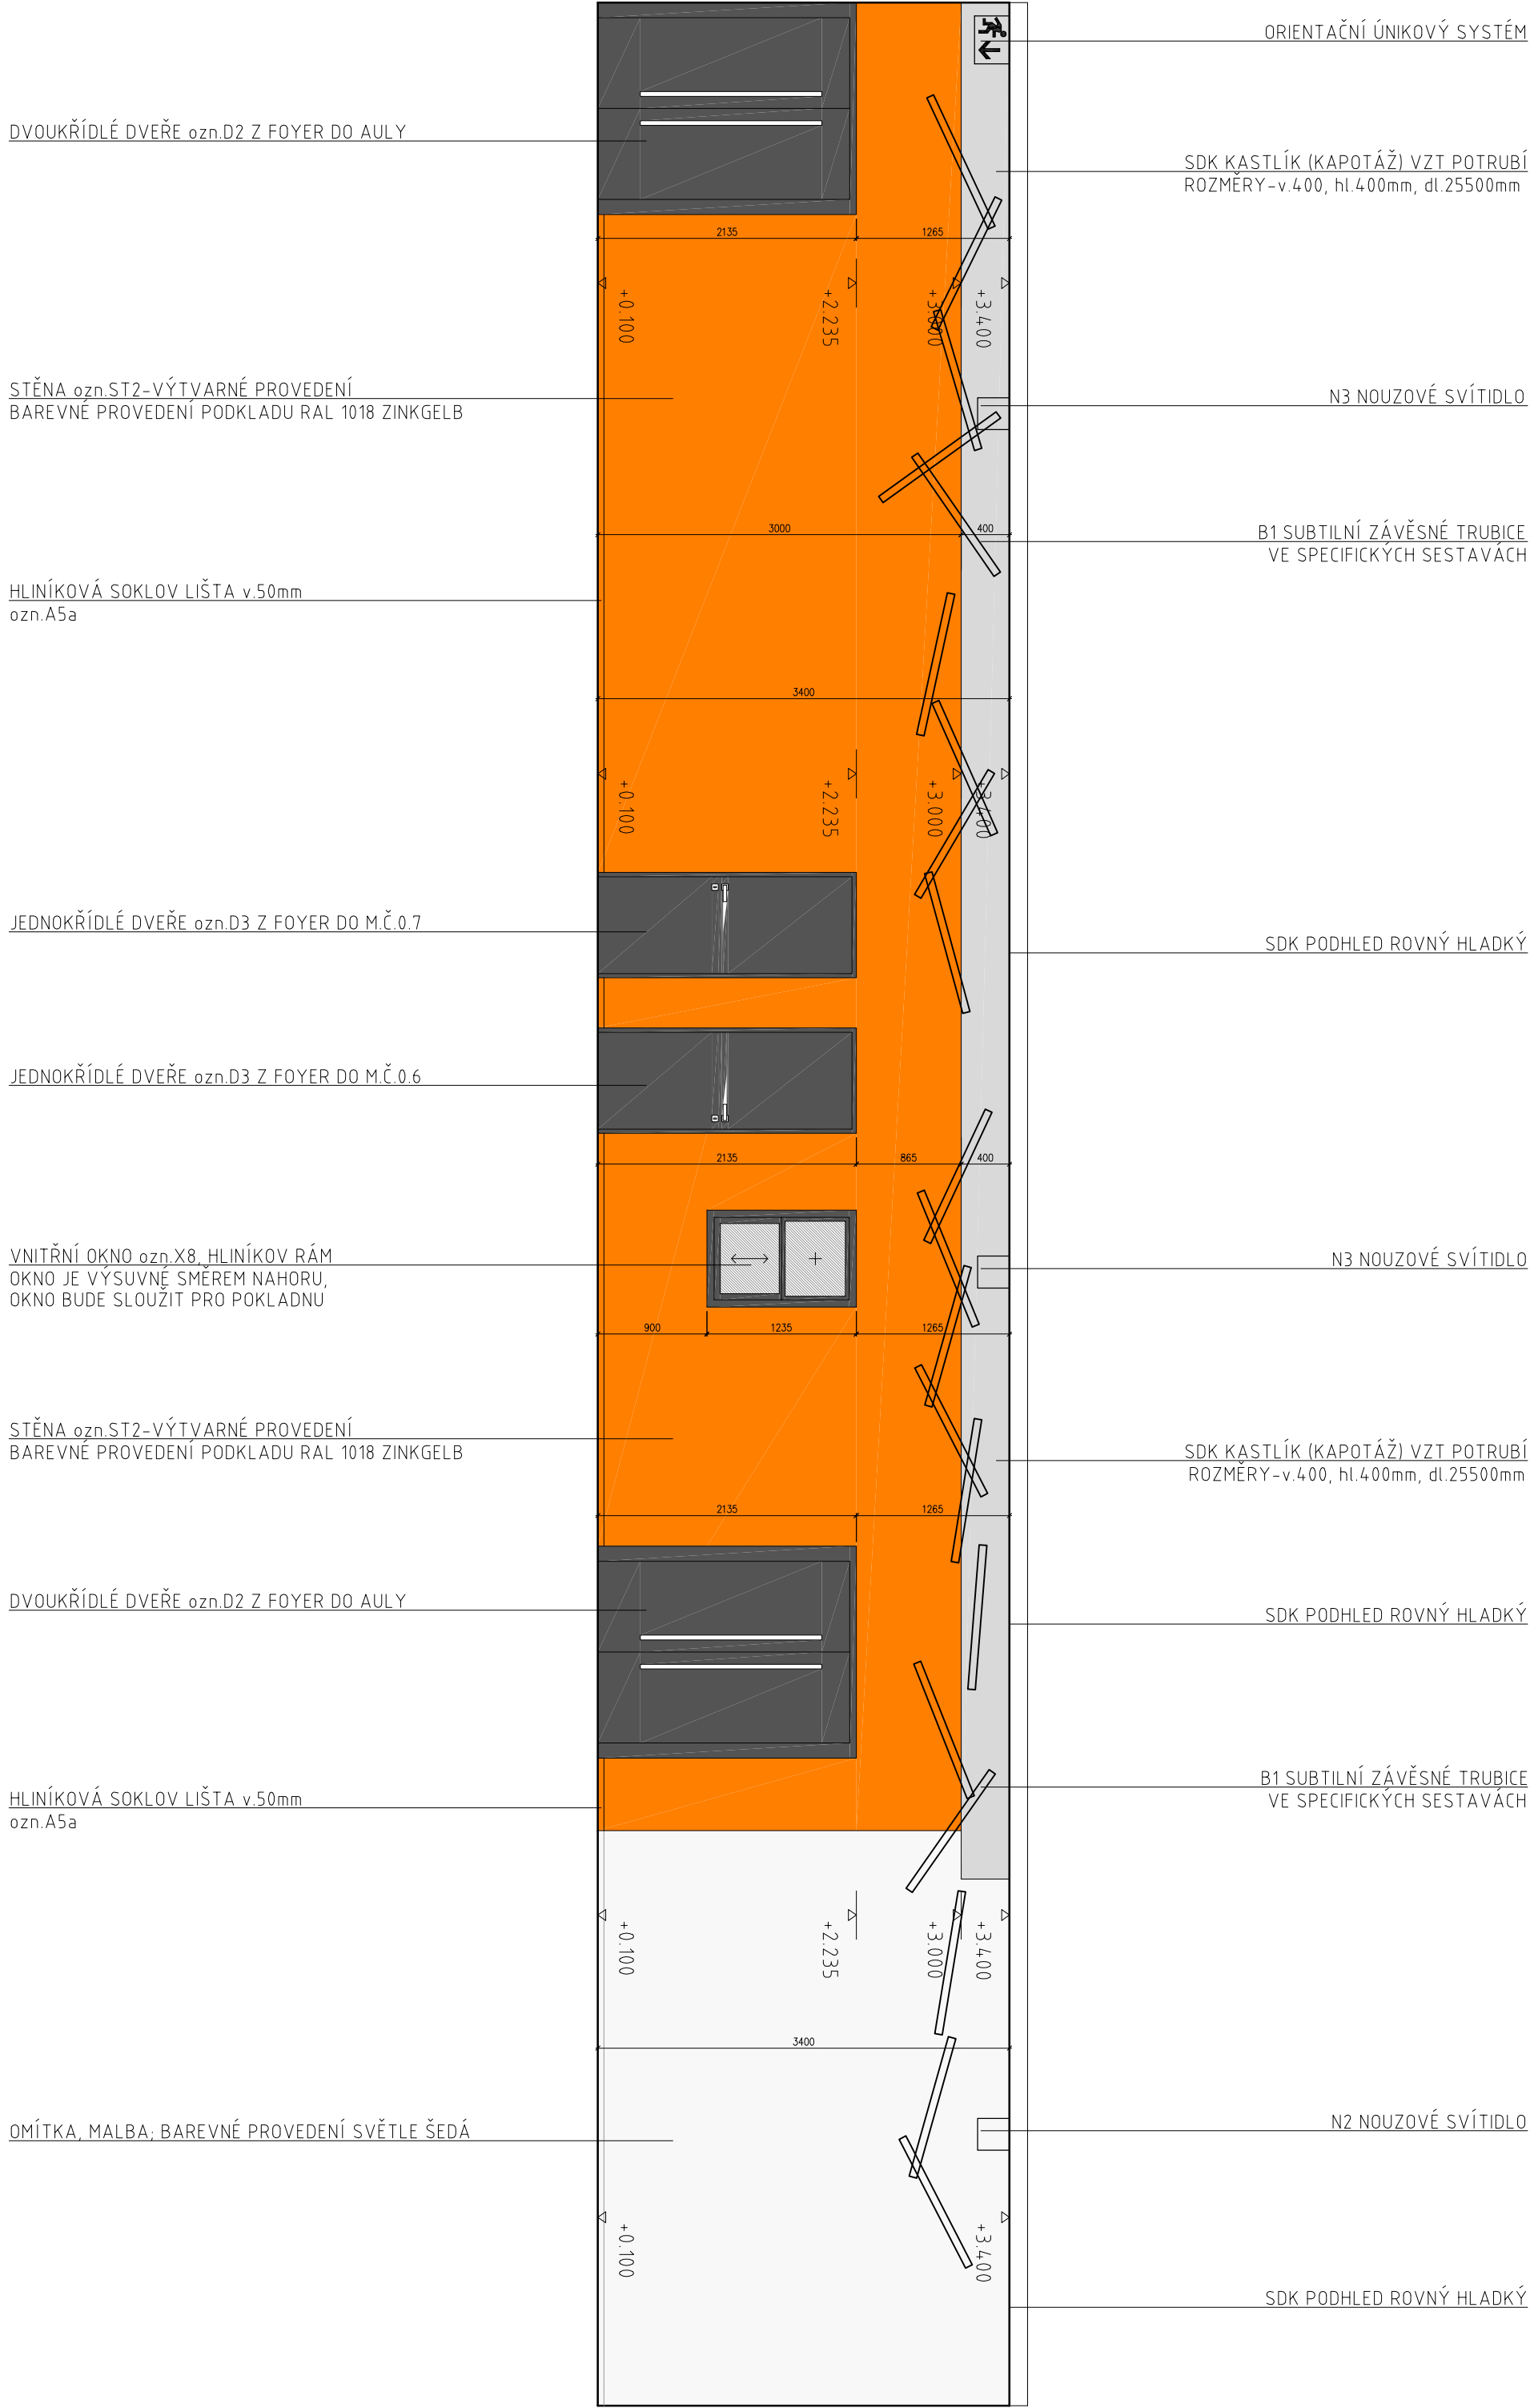 ORIENTAČNÍ ÚNIKOVÝ SYSTÉM
DVOUKŘÍDLÉ DVEŘE ozn.D2 Z FOYER DO AULY
SDK KASTLÍK (KAPOTÁŽ) VZT POTRUBÍ
ROZMĚRY-v.400, hl.400mm, dl.25500mm
2135
1265
+0.100
+2.235
+3.000
+3.400
STĚNA ozn.ST2-VÝTVARNÉ PROVEDENÍ
BAREVNÉ PROVEDENÍ PODKLADU RAL 1018 ZINKGELB
N3 NOUZOVÉ SVÍTIDLO
3000
400
B1 SUBTILNÍ ZÁVĚSNÉ TRUBICE
VE SPECIFICKÝCH SESTAVÁCH
HLINÍKOVÁ SOKLOV LIŠTA v.50mm
ozn.A5a
3400
+0.100
+2.235
+3.000
+3.400
JEDNOKŘÍDLÉ DVEŘE ozn.D3 Z FOYER DO M.Č.0.7
SDK PODHLED ROVNÝ HLADKÝ
JEDNOKŘÍDLÉ DVEŘE ozn.D3 Z FOYER DO M.Č.0.6
2135
865
400
VNITŘNÍ OKNO ozn.X8, HLINÍKOV RÁM
OKNO JE VÝSUVNÉ SMĚREM NAHORU,
OKNO BUDE SLOUŽIT PRO POKLADNU
N3 NOUZOVÉ SVÍTIDLO
900
1235
1265
STĚNA ozn.ST2-VÝTVARNÉ PROVEDENÍ
BAREVNÉ PROVEDENÍ PODKLADU RAL 1018 ZINKGELB
SDK KASTLÍK (KAPOTÁŽ) VZT POTRUBÍ
ROZMĚRY-v.400, hl.400mm, dl.25500mm
2135
1265
DVOUKŘÍDLÉ DVEŘE ozn.D2 Z FOYER DO AULY
SDK PODHLED ROVNÝ HLADKÝ
B1 SUBTILNÍ ZÁVĚSNÉ TRUBICE
VE SPECIFICKÝCH SESTAVÁCH
HLINÍKOVÁ SOKLOV LIŠTA v.50mm
ozn.A5a
+0.100
+2.235
+3.000
+3.400
3400
OMÍTKA, MALBA; BAREVNÉ PROVEDENÍ SVĚTLE ŠEDÁ
N2 NOUZOVÉ SVÍTIDLO
+0.100
+3.400
SDK PODHLED ROVNÝ HLADKÝ